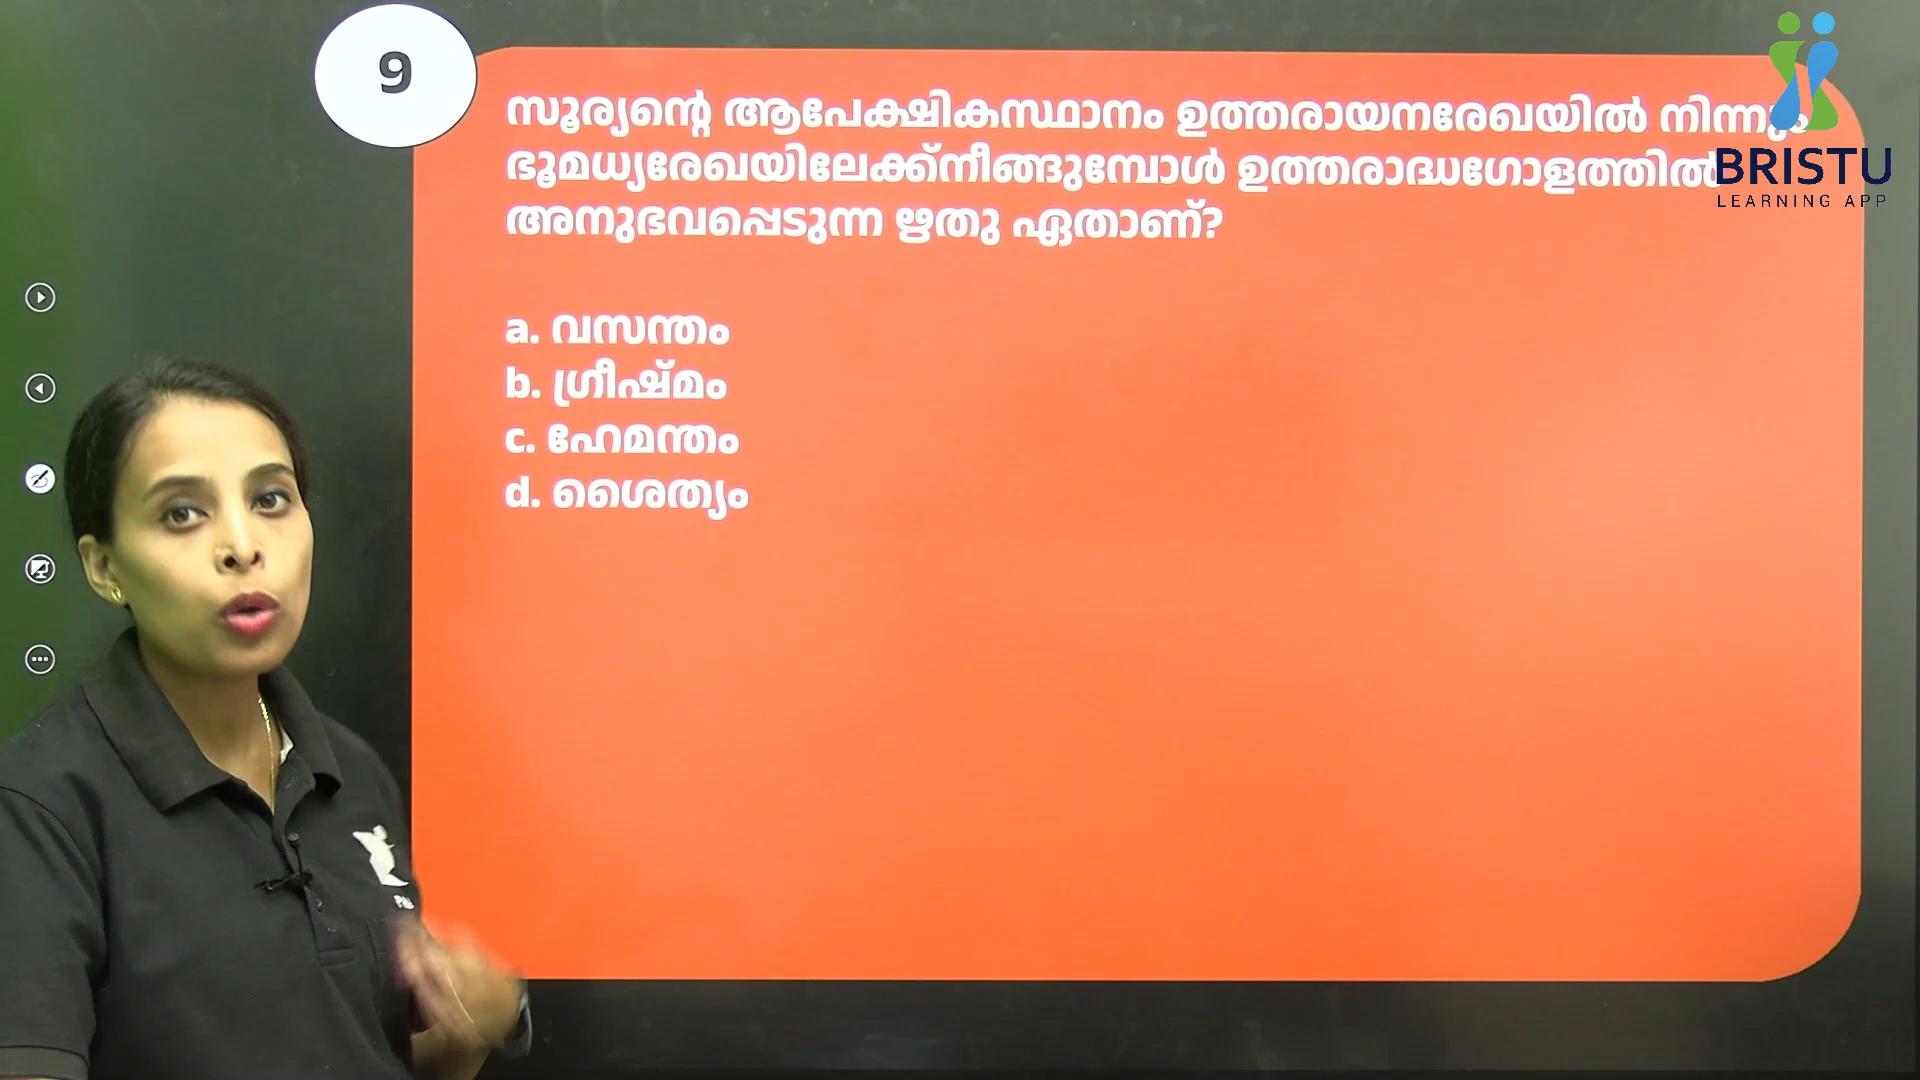 9
സൂര്യന്റെ ആപേക്ഷികസ്ഥാനം ഉത്തരായനരേഖയിൽ നിന്നും
ഭൂമധ്യരേഖയിലേക്ക്നീങ്ങുമ്പോൾ ഉത്തരാദ്ധഗോളത്തിൽ
അനുഭവപ്പെടുന്ന ഋതു ഏതാണ്?
a. വസന്തം
b. ഗ്രീഷ്മം
c. ഹേമന്തം
d. ശൈത്യം
BRISTU
LEARNING APP